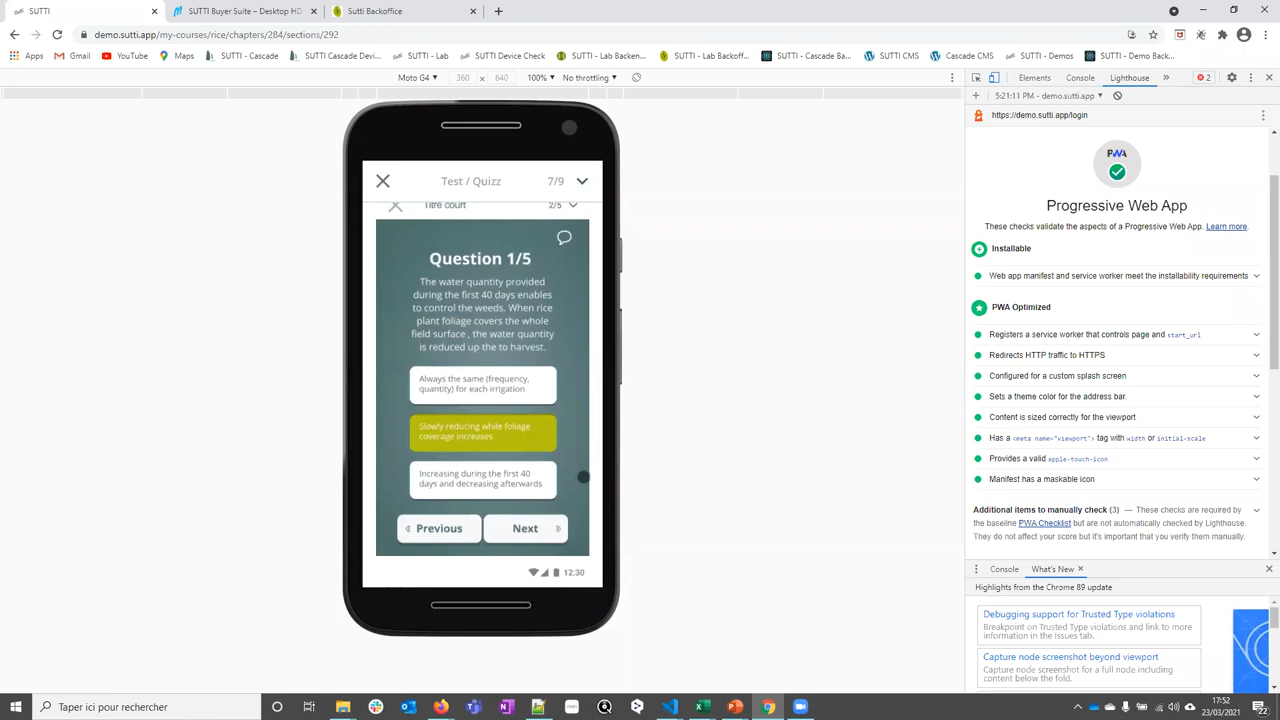 SUTTI
SUTTI Buyer Suite – Desktop HD
Sutti Backoffice
demo.sutti.app/my-courses/rice/chapters/284/sections/292
Apps
Gmail
YouTube
Maps
SUTTI - Cascade
SUTTI Cascade Devi...
SUTTI - Lab
SUTTI Device Check
SUTTI - Lab Backen...
SUTTI - Lab Backoff...
SUTTI - Cascade Ba...
SUTTI CMS
Cascade CMS
SUTTI - Demos
SUTTI - Demo Back...
Moto G4
360 × 640
100%
No throttling
Elements
Console
Lighthouse
2
5:21:11 PM - demo.sutti.app
https://demo.sutti.app/login
PWA
Progressive Web App
These checks validate the aspects of a Progressive Web App. Learn more.
Installable
Web app manifest and service worker meet the installability requirements
PWA Optimized
Registers a service worker that controls page and start_url
Redirects HTTP traffic to HTTPS
Configured for a custom splash screen
Sets a theme color for the address bar.
Content is sized correctly for the viewport
Has a <meta name="viewport"> tag with width or initial-scale
Provides a valid apple-touch-icon
Manifest has a maskable icon
Additional items to manually check (3) — These checks are required by
the baseline PWA Checklist but are not automatically checked by Lighthouse.
They do not affect your score but it's important that you verify them manually.
Console
What's New
Highlights from the Chrome 89 update
Debugging support for Trusted Type violations
Breakpoint on Trusted Type violations and link to more
information in the Issues tab.
Capture node screenshot beyond viewport
Capture node screenshot for a full node including
content below the fold.
Test / Quizz
7/9
Titre court
2/5
Question 1/5
The water quantity provided
during the first 40 days enables
to control the weeds. When rice
plant foliage covers the whole
field surface , the water quantity
is reduced up the to harvest.
Always the same (frequency,
quantity) for each irrigation
Slowly reducing while foliage
coverage increases
Increasing during the first 40
days and decreasing afterwards
Previous
Next
12:30
Taper ici pour rechercher
17:52
23/03/2021
22